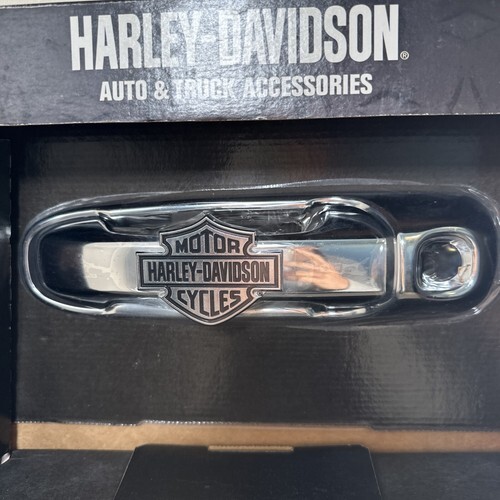 HARLEY-DAVIDSON®
AUTO & TRUCK ACCESSORIES
MOTOR
HARLEY-DAVIDSON
CYCLES